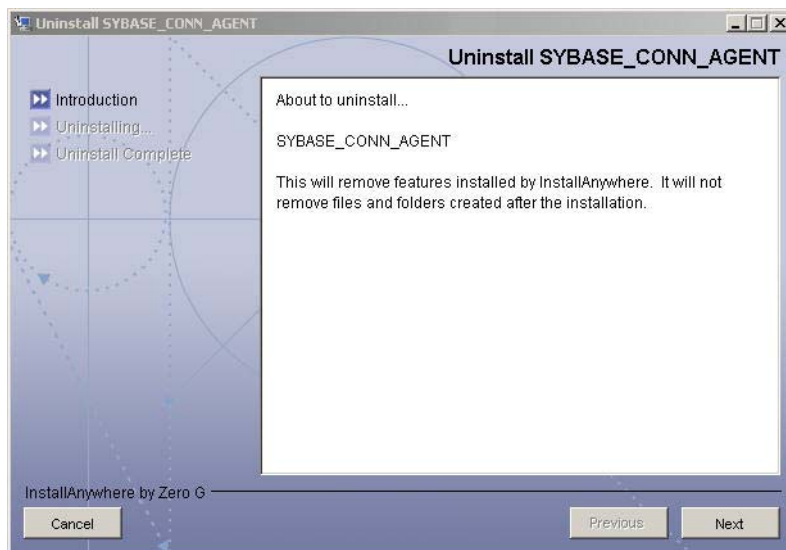 Uninstall SYBASE_CONN_AGENT
Uninstall SYBASE_CONN_AGENT
Introduction
Uninstalling...
Uninstall Complete
About to uninstall...
SYBASE_CONN_AGENT
This will remove features installed by InstallAnywhere. It will not
remove files and folders created after the installation.
InstallAnywhere by Zero G
Cancel
Previous
Next